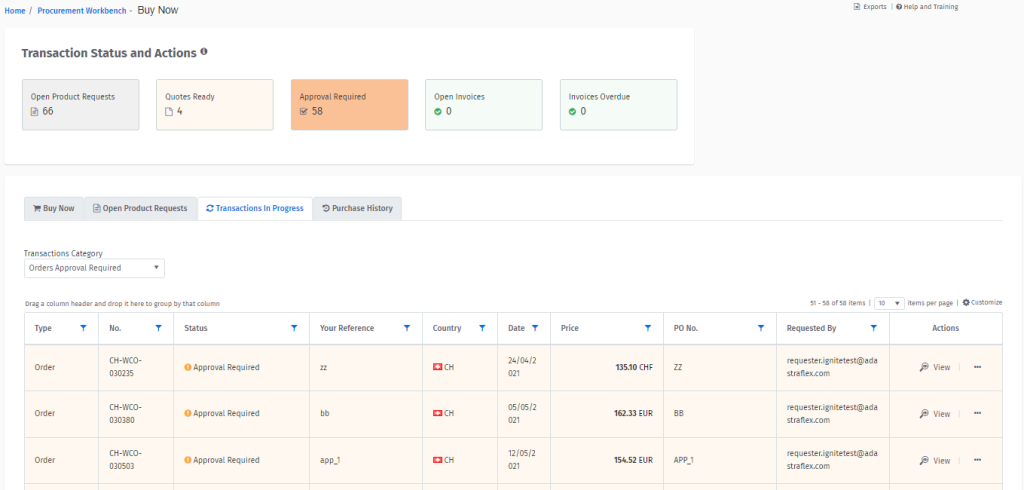 Home / Procurement Workbench - Buy Now
Exports | Help and Training
Transaction Status and Actions
Open Product Requests
66
Quotes Ready
4
Approval Required
58
Open Invoices
0
Invoices Overdue
0
Buy Now
Open Product Requests
Transactions In Progress
Purchase History
Transactions Category
Orders Approval Required
Drag a column header and drop it here to group by that column
51 - 58 of 58 items | 10 items per page | Customize
Type No. Status Your Reference Country Date Price PO No. Requested By Actions
Order CH-WCO-030235 Approval Required zz CH 24/04/2021 135.10 CHF ZZ requester.ignitetest@adastraflex.com View | ...
Order CH-WCO-030380 Approval Required bb CH 05/05/2021 162.33 EUR BB requester.ignitetest@adastraflex.com View | ...
Order CH-WCO-030503 Approval Required app_1 CH 12/05/2021 154.52 EUR APP_1 requester.ignitetest@adastraflex.com View | ...